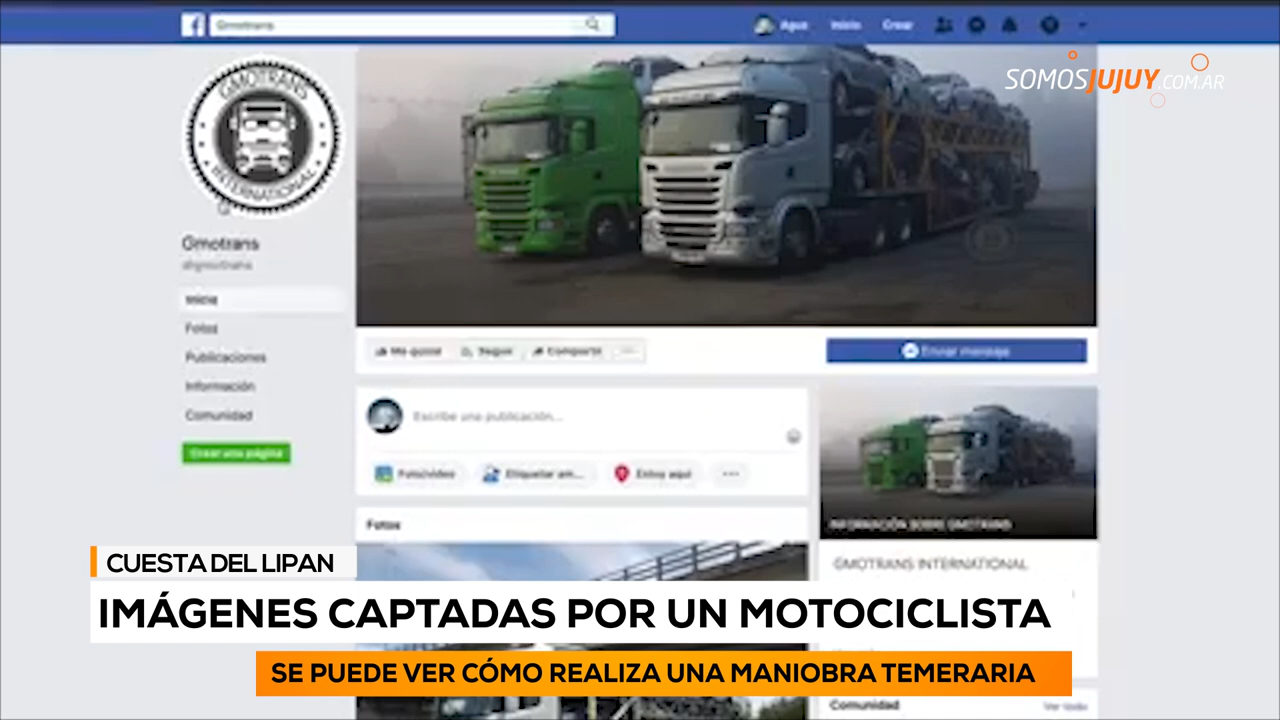 Gmotrans
Agus
Inicio
Crear
SOMOSJUJUY.COM.AR
GMOTRANS
INTERNATIONAL
Gmotrans
@gmotrans
Inicio
Fotos
Publicaciones
Información
Comunidad
Crear una página
Me gusta
Seguir
Compartir
Enviar mensaje
Escribe una publicación...
Foto/video
Etiquetar am...
Estoy aquí
Fotos
INFORMACIÓN SOBRE GMOTRANS
GMOTRANS INTERNATIONAL
CUESTA DEL LIPAN
IMÁGENES CAPTADAS POR UN MOTOCICLISTA
SE PUEDE VER CÓMO REALIZA UNA MANIOBRA TEMERARIA
Comunidad
Ver todo